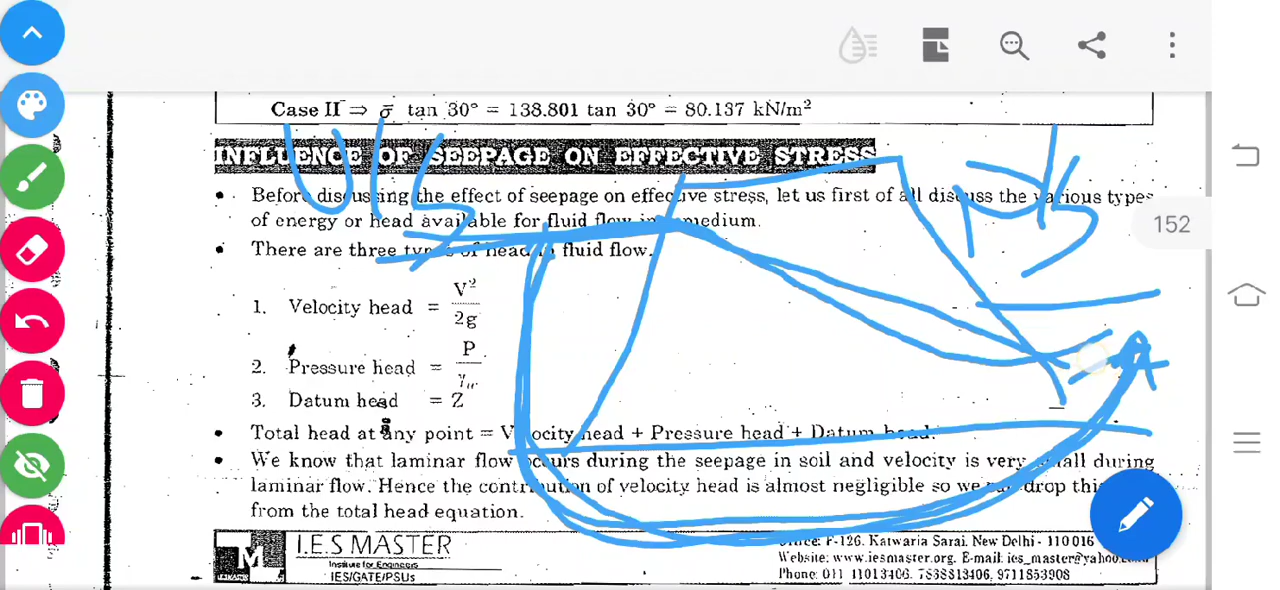 Case II ⇒ σ̄ tan 30° = 138.801 tan 30° = 80.137 kN/m²
INFLUENCE OF SEEPAGE ON EFFECTIVE STRESS
U/S
D/S
• Before discussing the effect of seepage on effective stress, let us first of all discuss the various types
of energy or head available for fluid flow in medium.
152
• There are three types of head in fluid flow.
1. Velocity head = V²/2g
2. Pressure head = P/γw
3. Datum head = Z
• Total head at any point = Velocity head + Pressure head + Datum head.
• We know that laminar flow occurs during the seepage in soil and velocity is very small during
laminar flow. Hence the contribution of velocity head is almost negligible so we can drop this
from the total head equation.
M
I.E.S MASTER
Institute for Engineers
IES/GATE/PSUs
Office: F-126, Katwaria Sarai, New Delhi - 110 016
Website: www.iesmaster.org, E-mail: ies_master@yahoo
Phone: 011 9711853908